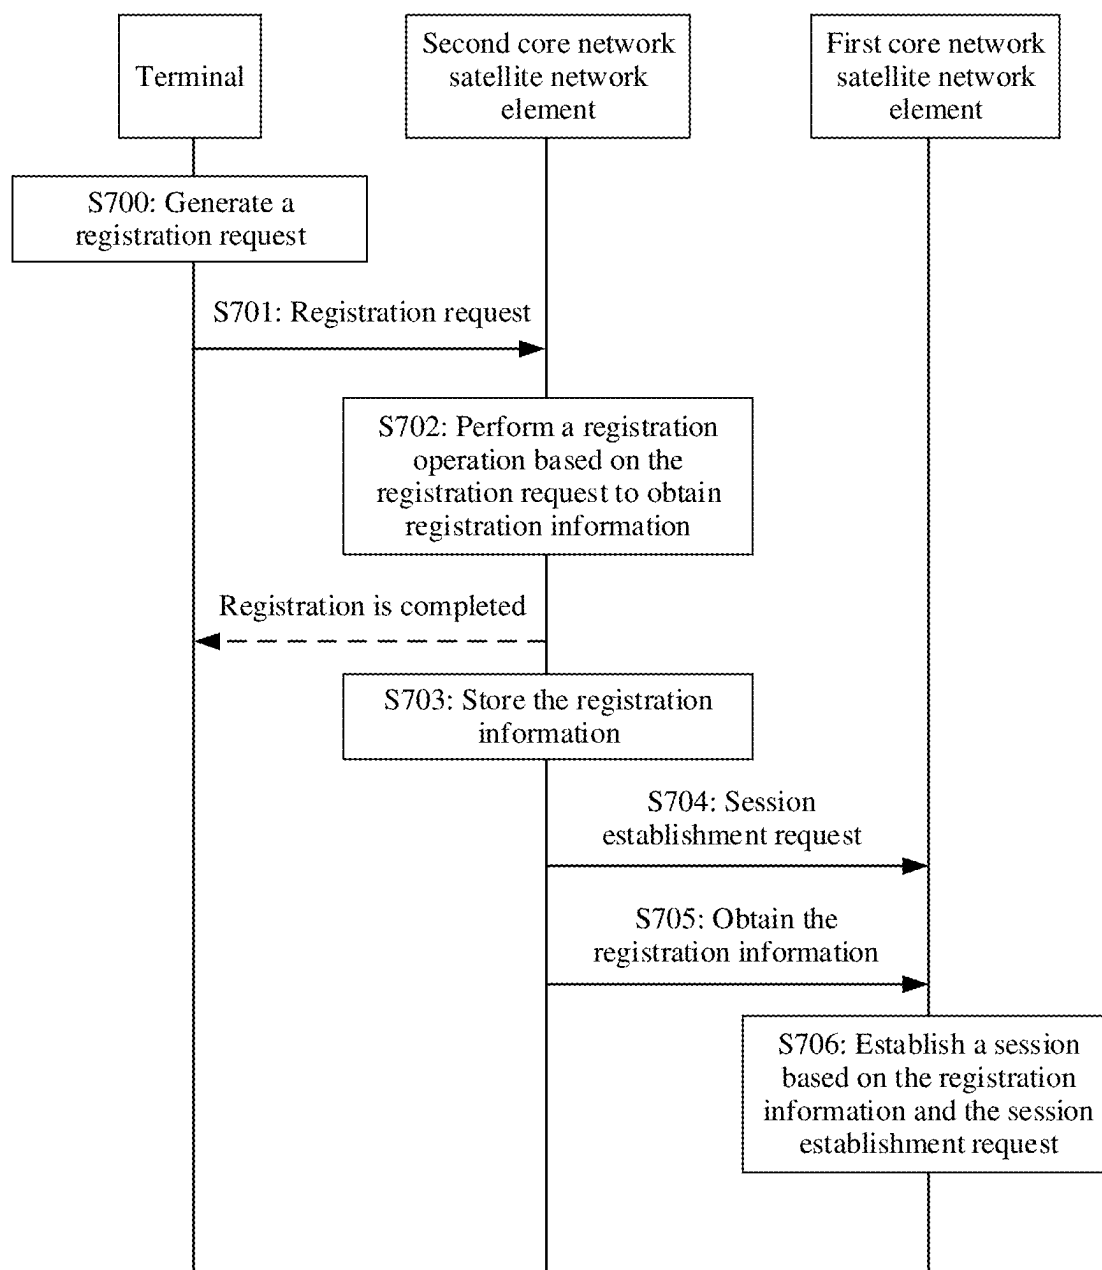 Terminal
Second core network
satellite network
element
First core network
satellite network
element
S700: Generate a
registration request
S701: Registration request
S702: Perform a registration
operation based on the
registration request to obtain
registration information
Registration is completed
S703: Store the registration
information
S704: Session
establishment request
S705: Obtain the
registration information
S706: Establish a session
based on the registration
information and the session
establishment request